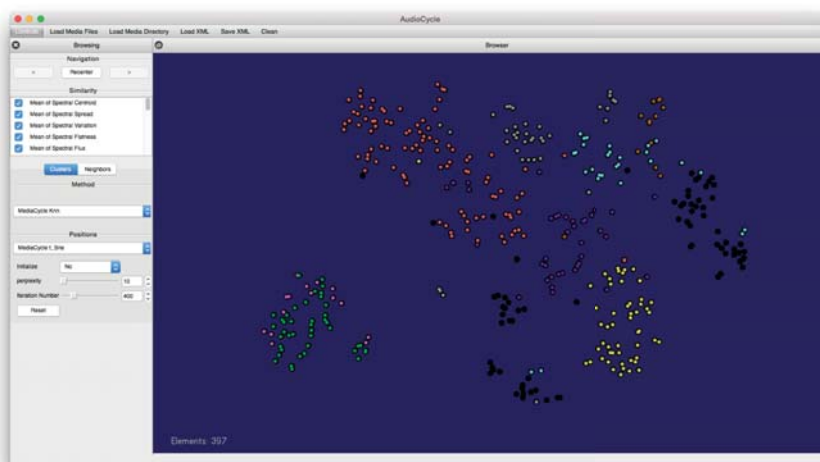 AudioCycle
Load Media Files Load Media Directory Load XML Save XML Clean
Browsing Browser
Navigation
< Recenter >
Similarity
Mean of Spectral Centroid
Mean of Spectral Spread
Mean of Spectral Variation
Mean of Spectral Flatness
Mean of Spectral Flux
Clusters Neighbors
Method
MediaCycle Knn
Positions
MediaCycle t_Sne
Initialize No
perplexity 10
Iteration Number 400
Reset
Elements: 397